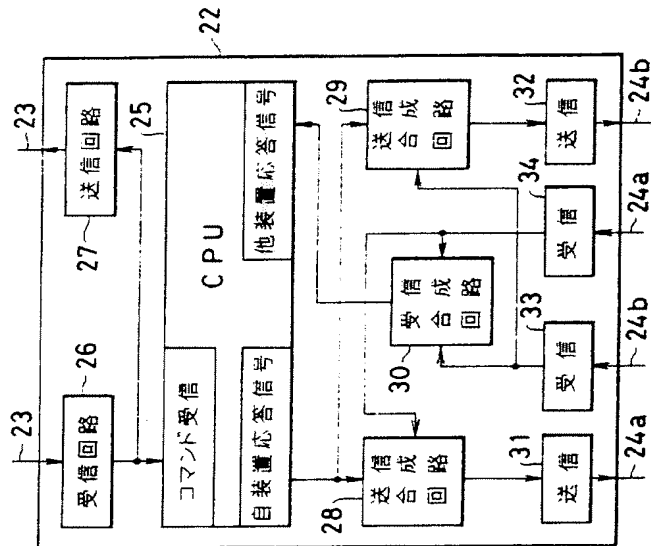 23
23
22
26
受信回路
27
送信回路
25
コマンド受信
CPU
自装置応答信号
他装置応答信号
28
送信
合成
回路
30
受信
合成
回路
29
送信
合成
回路
31
送信
33
受信
34
受信
32
送信
24a
24b
24a
24b